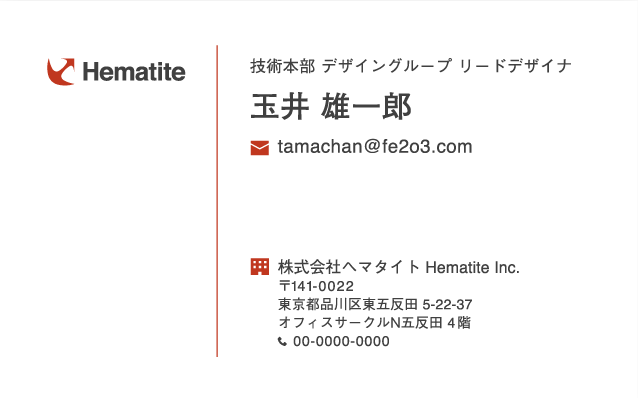 Hematite
技術本部 デザイングループ リードデザイナ
玉井 雄一郎
tamachan@fe2o3.com
株式会社ヘマタイト Hematite Inc.
〒141-0022
東京都品川区東五反田 5-22-37
オフィスサークルN五反田 4階
00-0000-0000